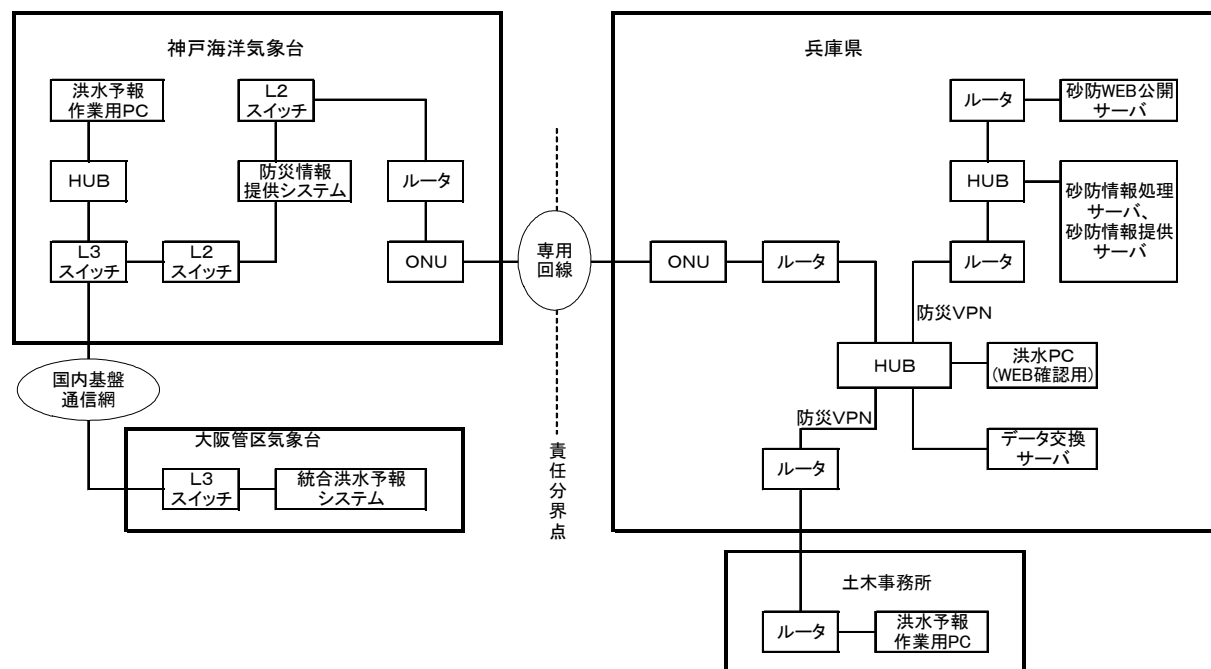 神戸海洋気象台
洪水予報
作業用PC
L2
スイッチ
HUB
防災情報
提供システム
ルータ
L3
スイッチ
L2
スイッチ
ONU
国内基盤
通信網
大阪管区気象台
L3
スイッチ
統合洪水予報
システム
専用
回線
責任分界点
兵庫県
ルータ
砂防WEB公開
サーバ
HUB
砂防情報処理
サーバ、
砂防情報提供
サーバ
ONU
ルータ
ルータ
防災VPN
HUB
洪水PC
(WEB確認用)
防災VPN
データ交換
サーバ
ルータ
土木事務所
ルータ
洪水予報
作業用PC